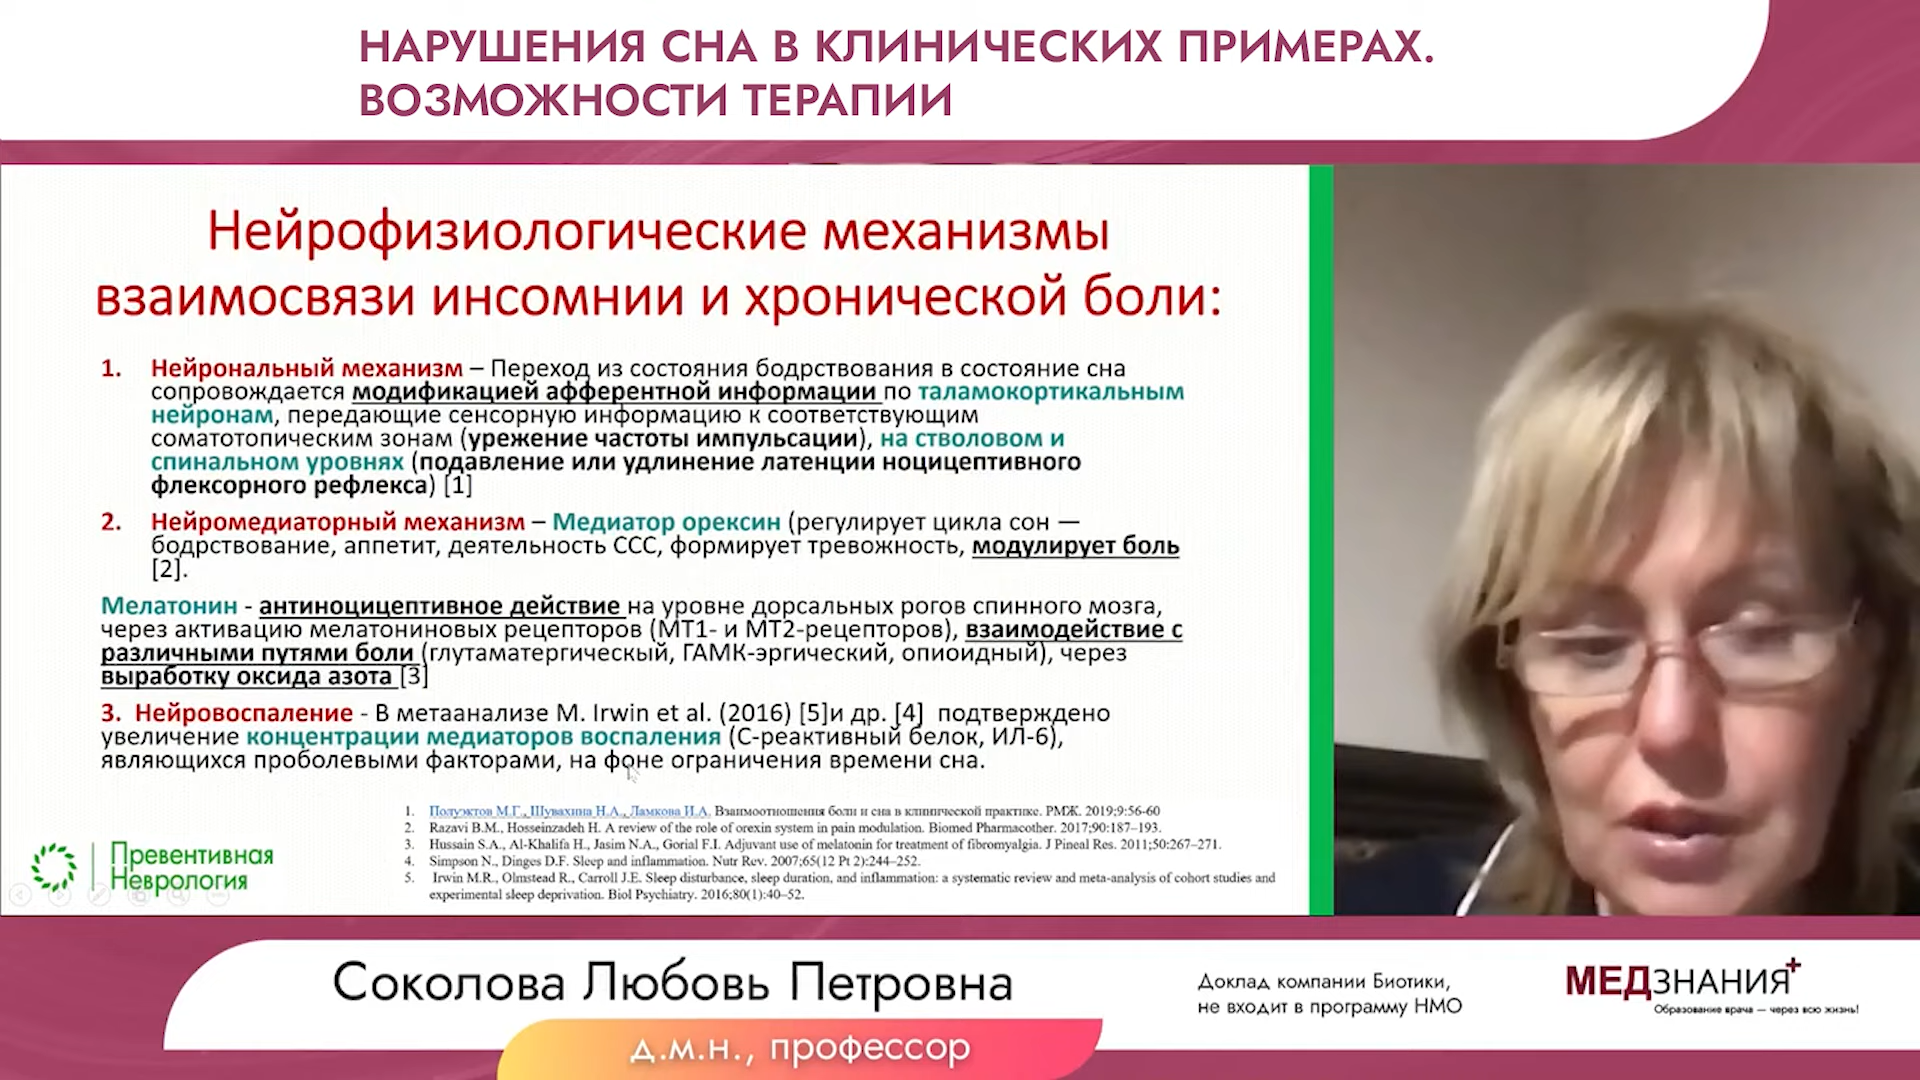 НАРУШЕНИЯ СНА В КЛИНИЧЕСКИХ ПРИМЕРАХ.
ВОЗМОЖНОСТИ ТЕРАПИИ
Нейрофизиологические механизмы
взаимосвязи инсомнии и хронической боли:
1. Нейрональный механизм – Переход из состояния бодрствования в состояние сна
сопровождается модификацией афферентной информации по таламокортикальным
нейронам, передающие сенсорную информацию к соответствующим
соматотопическим зонам (урежение частоты импульсации), на стволовом и
спинальном уровнях (подавление или удлинение латенции ноцицептивного
флексорного рефлекса) [1]
2. Нейромедиаторный механизм – Медиатор орексин (регулирует цикла сон —
бодрствование, аппетит, деятельность ССС, формирует тревожность, модулирует боль
[2].
Мелатонин - антиноцицептивное действие на уровне дорсальных рогов спинного мозга,
через активацию мелатониновых рецепторов (МТ1- и МТ2-рецепторов), взаимодействие с
различными путями боли (глутаматергическый, ГАМК-эргический, опиоидный), через
выработку оксида азота [3]
3. Нейровоспаление - В метаанализе M. Irwin et al. (2016) [5]и др. [4] подтверждено
увеличение концентрации медиаторов воспаления (С-реактивный белок, ИЛ-6),
являющихся проболевыми факторами, на фоне ограничения времени сна.
1. Полуэктов М.Г., Шувахина Н.А., Ламкова И.А. Взаимоотношения боли и сна в клинической практике. РМЖ. 2019;9:56-60
2. Razavi B.M., Hosseinzadeh H. A review of the role of orexin system in pain modulation. Biomed Pharmacother. 2017;90:187–193.
3. Hussain S.A., Al-Khalifa H., Jasim N.A., Gorial F.I. Adjuvant use of melatonin for treatment of fibromyalgia. J Pineal Res. 2011;50:267–271.
4. Simpson N., Dinges D.F. Sleep and inflammation. Nutr Rev. 2007;65(12 Pt 2):244–252.
5. Irwin M.R., Olmstead R., Carroll J.E. Sleep disturbance, sleep duration, and inflammation: a systematic review and meta-analysis of cohort studies and
experimental sleep deprivation. Biol Psychiatry. 2016;80(1):40–52.
Превентивная
Неврология
Соколова Любовь Петровна
д.м.н., профессор
Доклад компании Биотики,
не входит в программу НМО
МЕДЗНАНИЯ+
Образование врача — через всю жизнь!